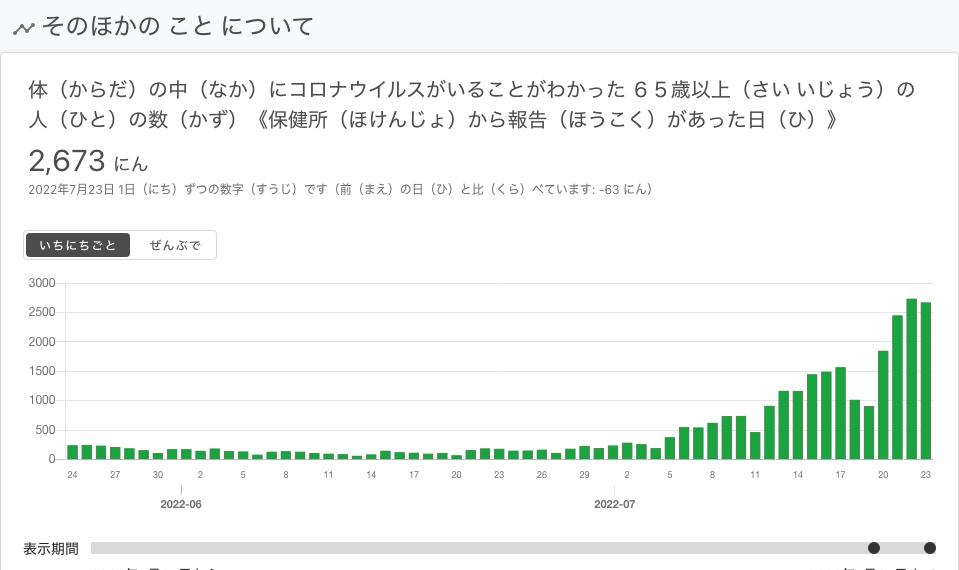 そのほかの こと について
体（からだ）の中（なか）にコロナウイルスがいることがわかった ６５歳以上（さい いじょう）の
人（ひと）の数（かず）《保健所（ほけんじょ）から報告（ほうこく）があった日（ひ）》
2,673 にん
2022年7月23日 1日（にち）ずつの数字（すうじ）です（前（まえ）の日（ひ）と比（くら）べています: -63 にん）
いちにちごと ぜんぶで
3000
2500
2000
1500
1000
500
0
24 27 30 2 5 8 11 14 17 20 23 26 29 2 5 8 11 14 17 20 23
2022-06 2022-07
表示期間